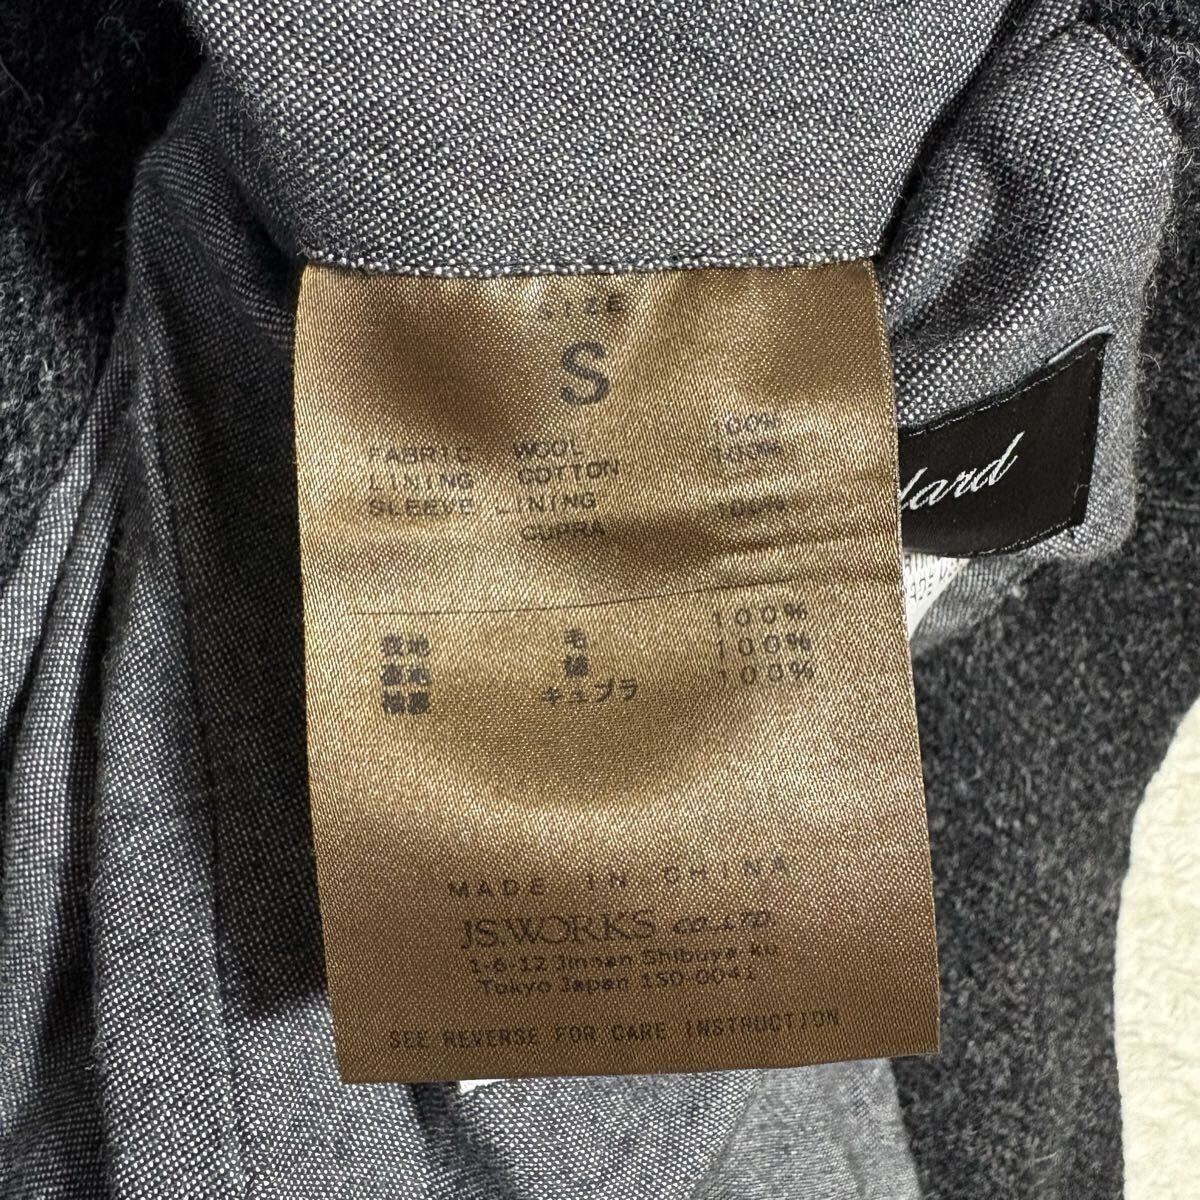 SIZE
S
FABRIC WOOL 100%
LINING COTTON 100%
SLEEVE LINING
CUPRA 100%
表地 毛 100%
裏地 綿 100%
袖裏 キュプラ 100%
MADE IN CHINA
JS.WORKS CO.,LTD.
1-6-12 Jinnan Shibuya-ku
Tokyo Japan 150-0041
SEE REVERSE FOR CARE INSTRUCTION
dard